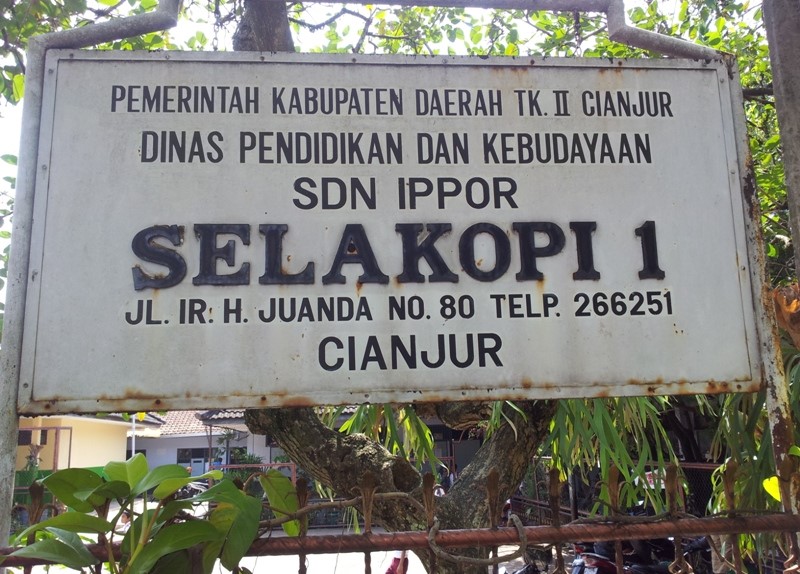 PEMERINTAH KABUPATEN DAERAH TK. II CIANJUR
DINAS PENDIDIKAN DAN KEBUDAYAAN
SDN IPPOR
SELAKOPI 1
JL. IR. H. JUANDA NO. 80 TELP. 266251
CIANJUR